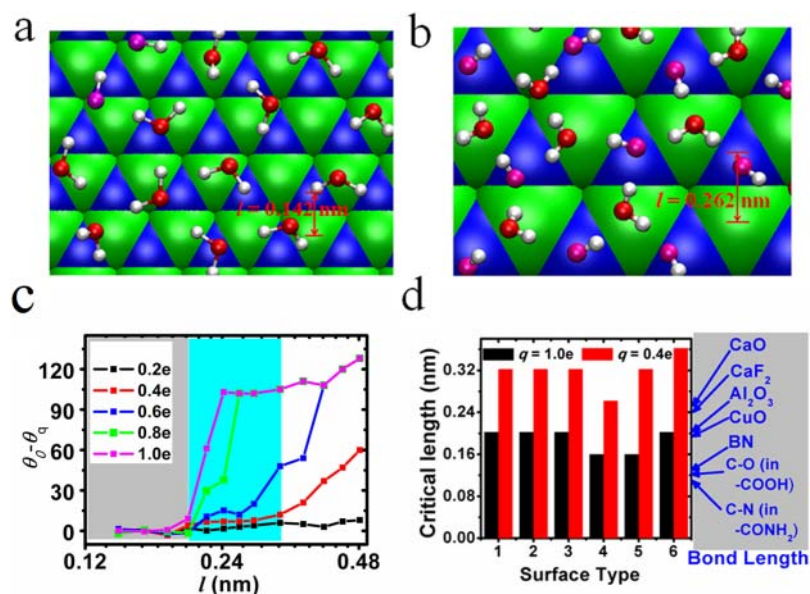 a
b
l = 0.142 nm
l = 0.262 nm
c
d
θ₀-θq
120
90
60
30
0
0.2e
0.4e
0.6e
0.8e
1.0e
0.12
0.24
0.36
0.48
l (nm)
Critical length (nm)
0.32
0.24
0.16
0.08
0.00
q = 1.0e
q = 0.4e
1
2
3
4
5
6
Surface Type
CaO
CaF₂
Al₂O₃
CuO
BN
C-O (in
-COOH)
C-N (in
-CONH₂)
Bond Length